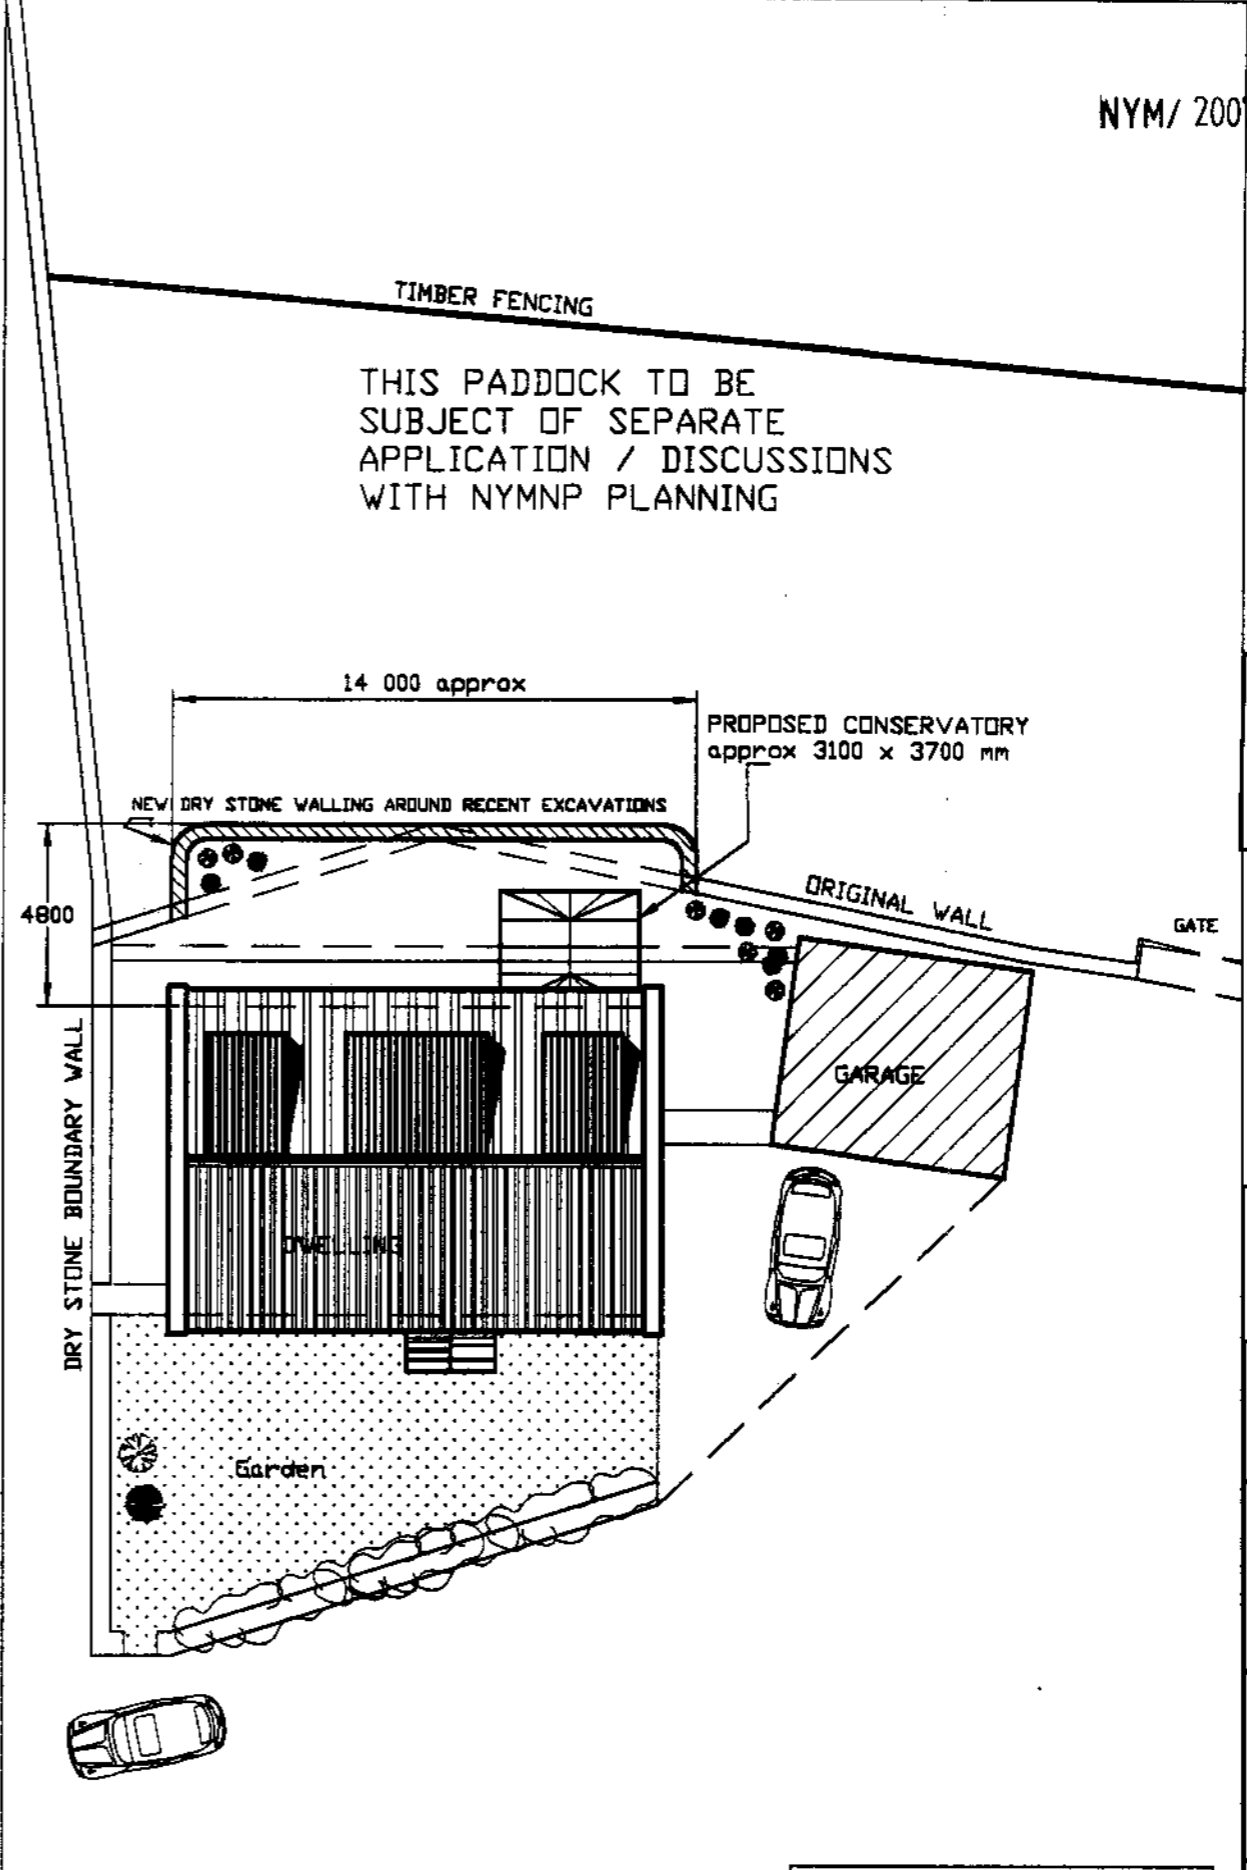 NYM/ 200
TIMBER FENCING
THIS PADDOCK TO BE
SUBJECT OF SEPARATE
APPLICATION / DISCUSSIONS
WITH NYMNP PLANNING
14 000 approx
PROPOSED CONSERVATORY
approx 3100 x 3700 mm
NEW DRY STONE WALLING AROUND RECENT EXCAVATIONS
ORIGINAL WALL
GATE
4800
GARAGE
DRY STONE BOUNDARY WALL
DWELLING
Garden